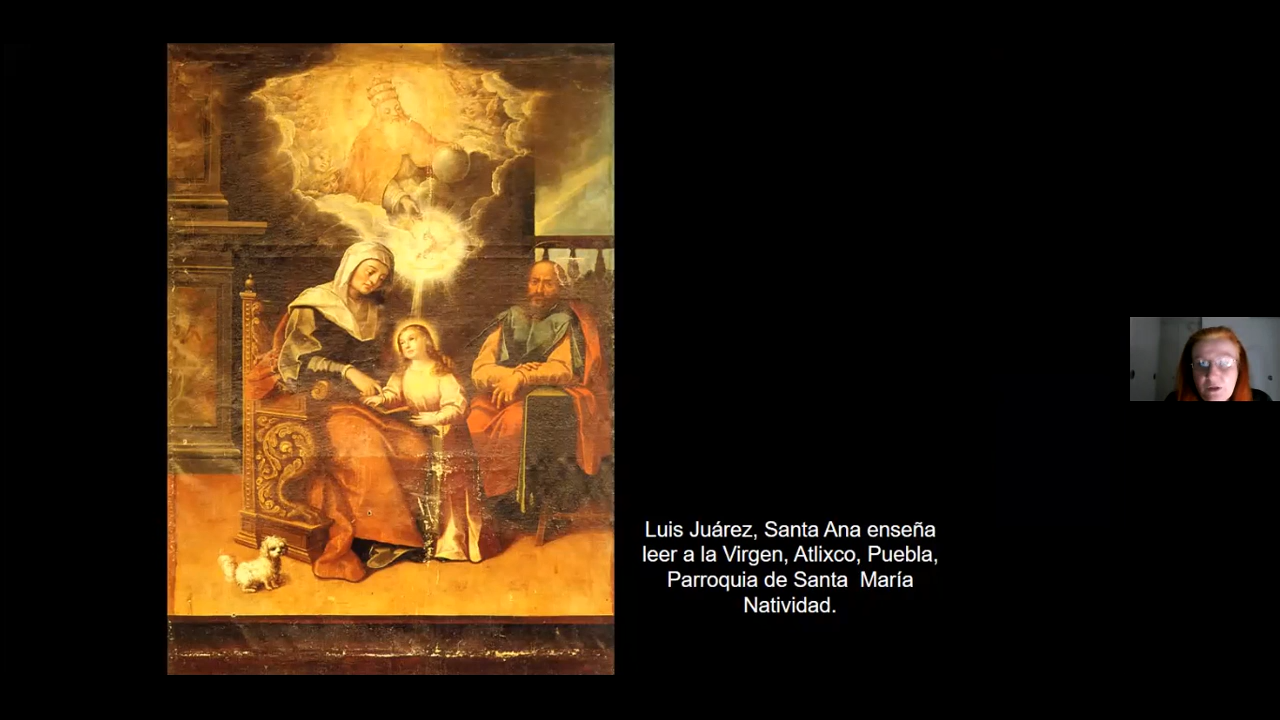 Luis Juárez, Santa Ana enseña
leer a la Virgen, Atlixco, Puebla,
Parroquia de Santa  María
Natividad.